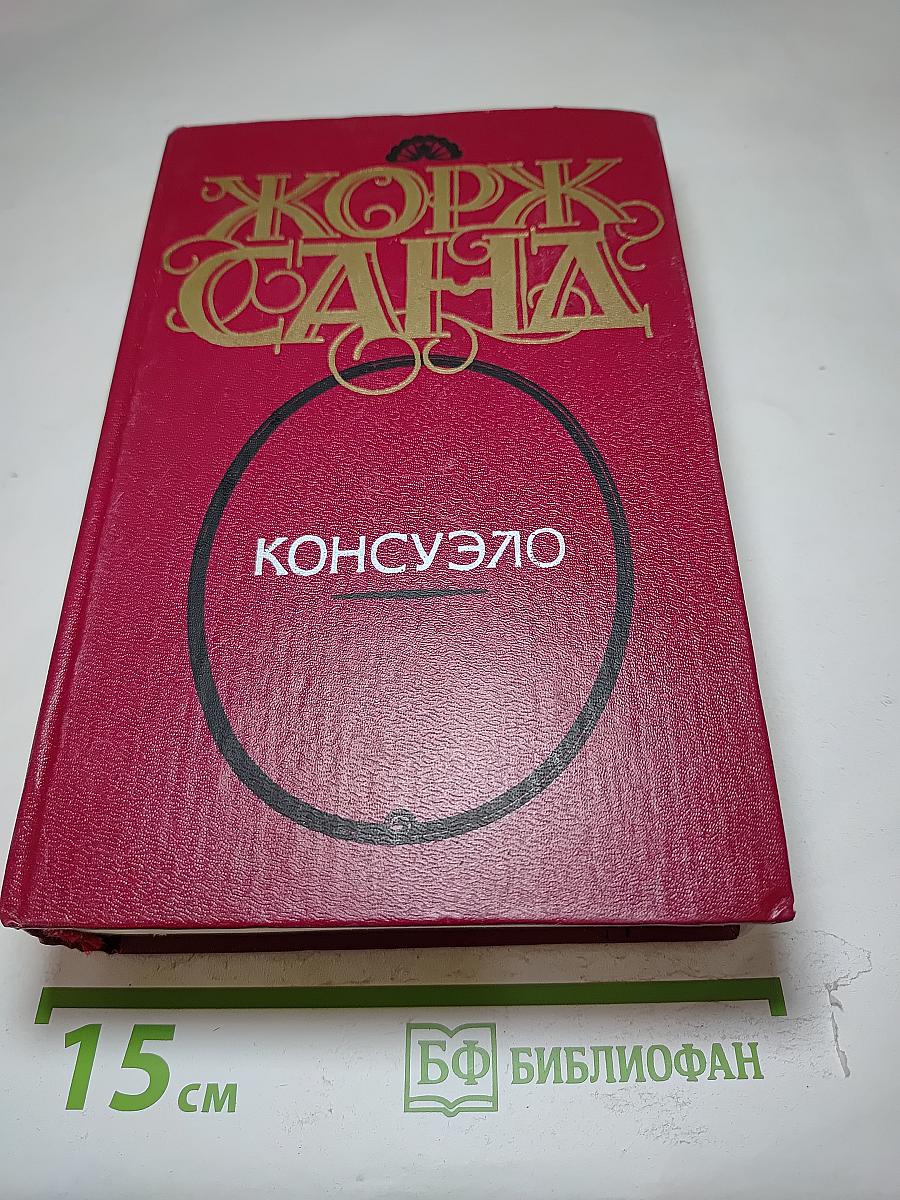 ЖОРЖ
САНД
КОНСУЭЛО
15 см
БФ БИБЛИОФАН